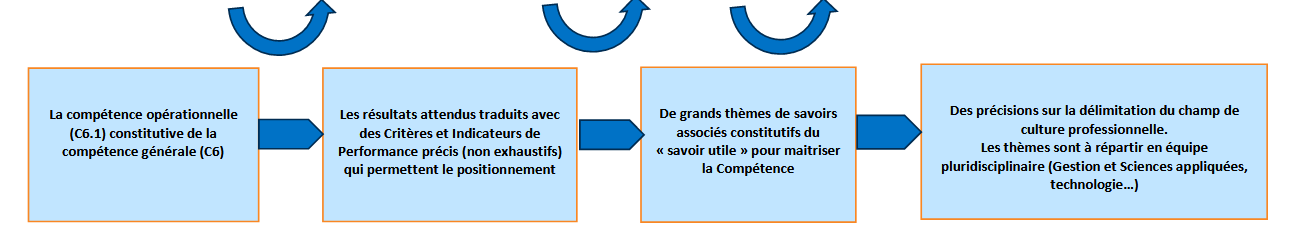 La compétence opérationnelle
(C6.1) constitutive de la
compétence générale (C6)
Les résultats attendus traduits avec
des Critères et Indicateurs de
Performance précis (non exhaustifs)
qui permettent le positionnement
De grands thèmes de savoirs
associés constitutifs du
« savoir utile » pour maitriser
la Compétence
Des précisions sur la délimitation du champ de
culture professionnelle.
Les thèmes sont à répartir en équipe
pluridisciplinaire (Gestion et Sciences appliquées,
technologie…)